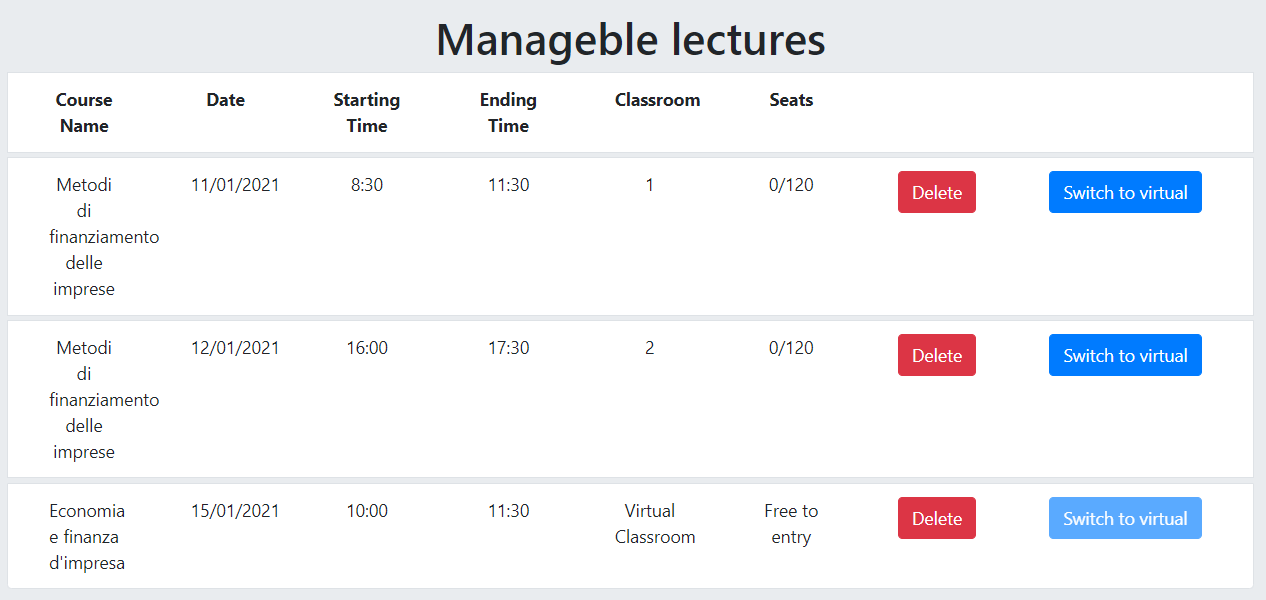 Manageble lectures
Course Date Starting Ending Classroom Seats
Name Time Time
Metodi 11/01/2021 8:30 11:30 1 0/120 Delete Switch to virtual
di
finanziamento
delle
imprese
Metodi 12/01/2021 16:00 17:30 2 0/120 Delete Switch to virtual
di
finanziamento
delle
imprese
Economia 15/01/2021 10:00 11:30 Virtual Free to Delete Switch to virtual
e finanza Classroom entry
d'impresa